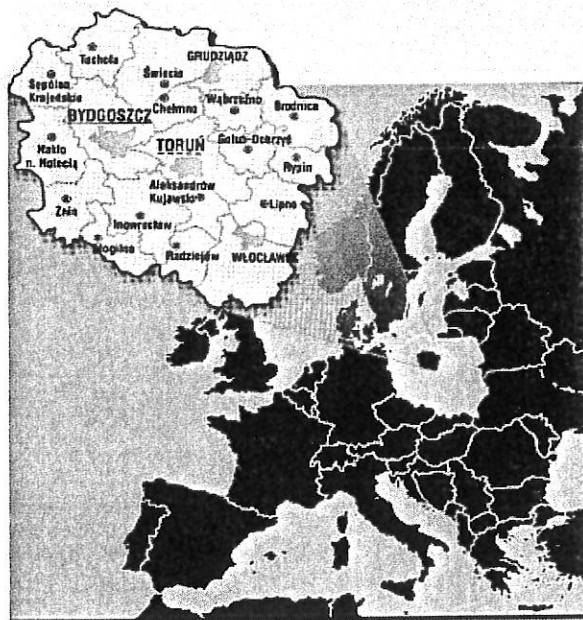 Tuchola
GRUDZIĄDZ
Sępólno
Krajeńskie
Świecie
Chełmno
Wąbrzeźno
Brodnica
BYDGOSZCZ
Nakło
n. Notecią
TORUŃ
Golub-Dobrzyń
Rypin
Aleksandrów
Kujawski
Żnin
Lipno
Inowrocław
Mogilno
Radziejów
WŁOCŁAWEK